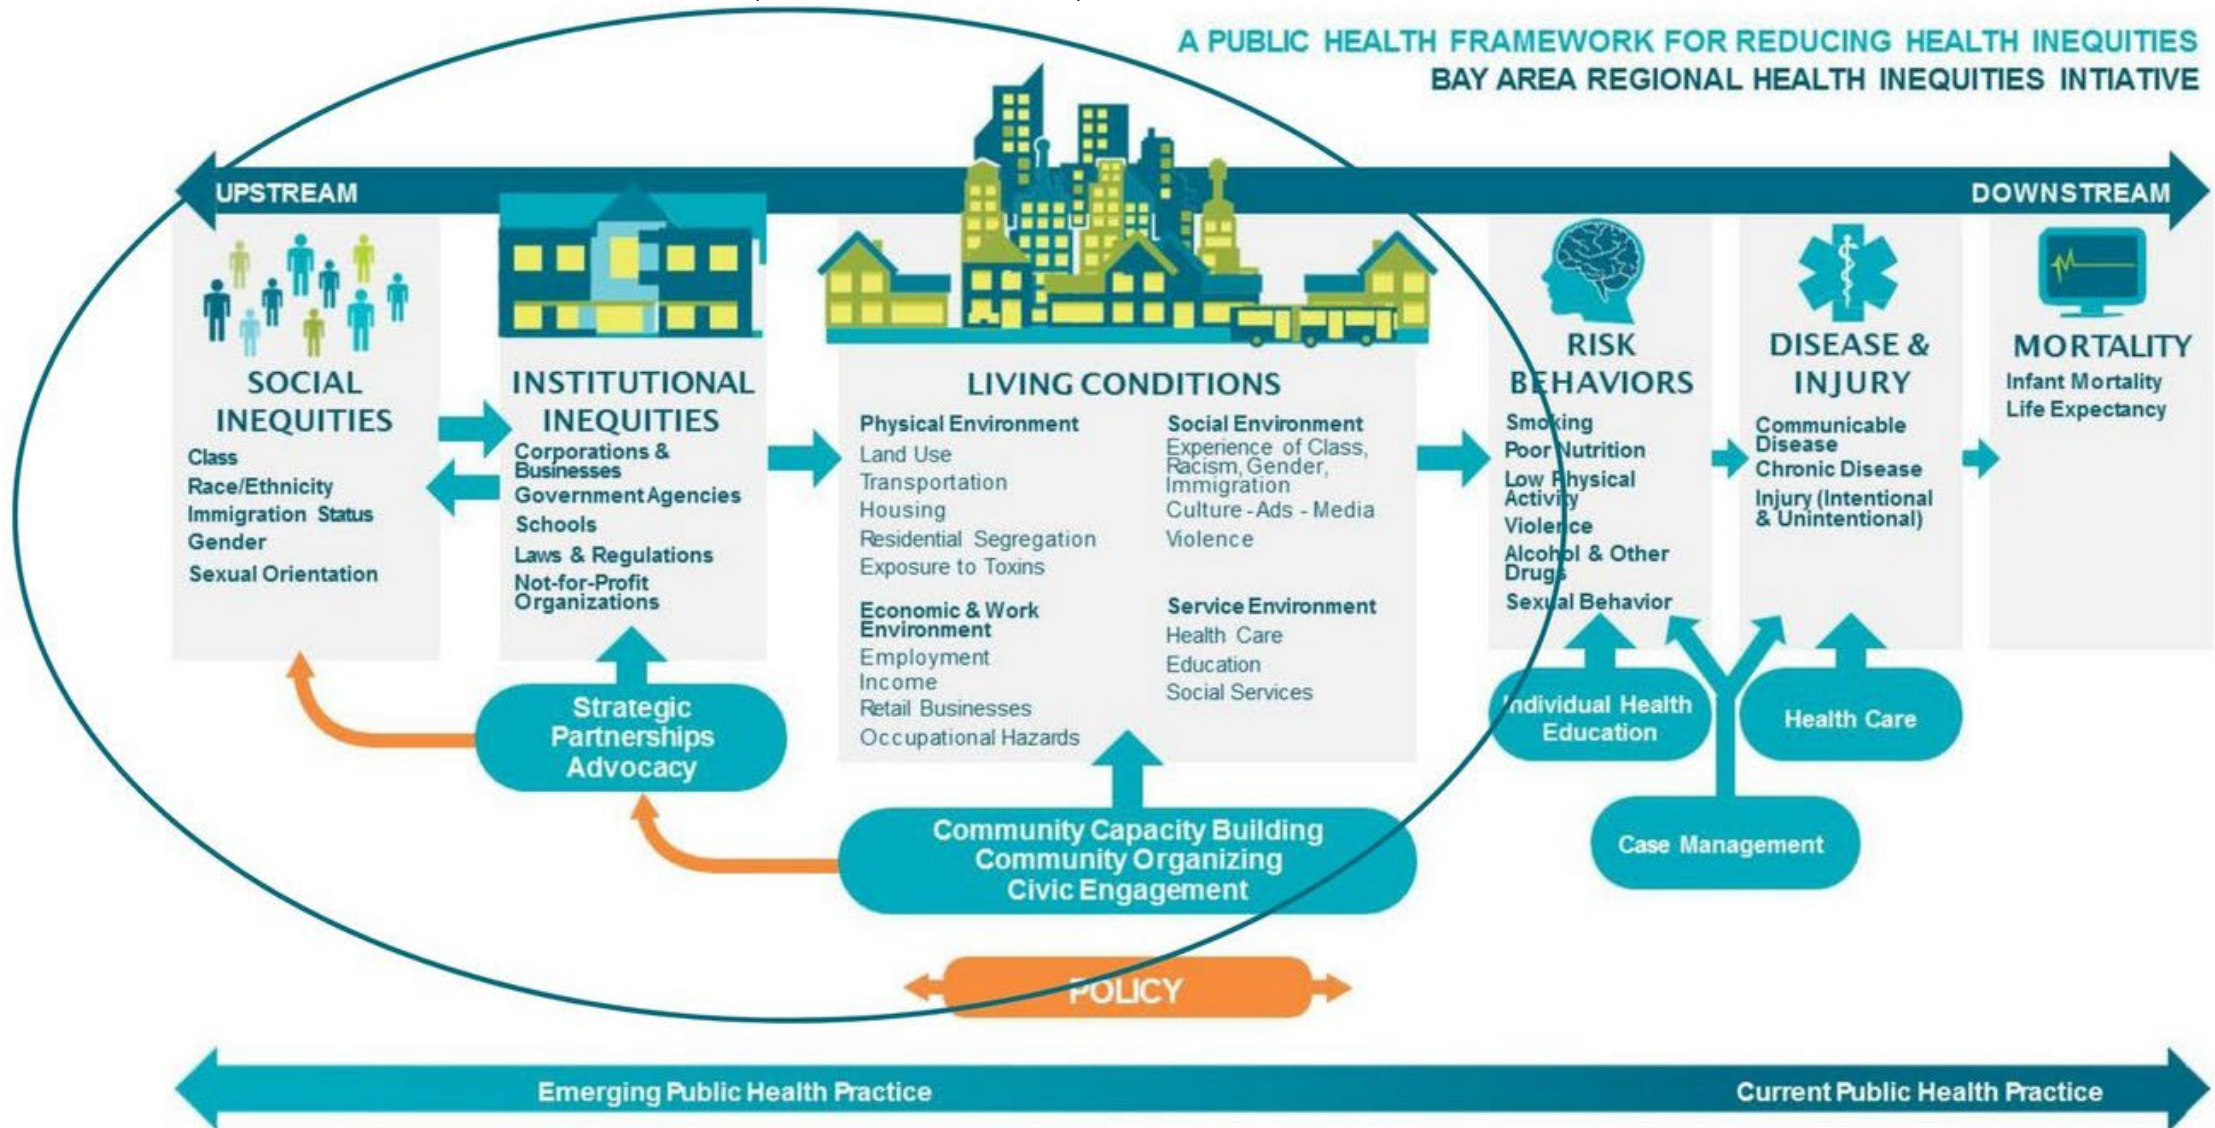 A PUBLIC HEALTH FRAMEWORK FOR REDUCING HEALTH INEQUITIES
BAY AREA REGIONAL HEALTH INEQUITIES INTIATIVE
UPSTREAM
DOWNSTREAM
SOCIAL
INEQUITIES
Class
Race/Ethnicity
Immigration Status
Gender
Sexual Orientation
INSTITUTIONAL
INEQUITIES
Corporations &
Businesses
Government Agencies
Schools
Laws & Regulations
Not-for-Profit
Organizations
LIVING CONDITIONS
Physical Environment
Land Use
Transportation
Housing
Residential Segregation
Exposure to Toxins
Economic & Work
Environment
Employment
Income
Retail Businesses
Occupational Hazards
Social Environment
Experience of Class,
Racism, Gender,
Immigration
Culture - Ads - Media
Violence
Service Environment
Health Care
Education
Social Services
RISK
BEHAVIORS
Smoking
Poor Nutrition
Low Physical
Activity
Violence
Alcohol & Other
Drugs
Sexual Behavior
DISEASE &
INJURY
Communicable
Disease
Chronic Disease
Injury (Intentional
& Unintentional)
MORTALITY
Infant Mortality
Life Expectancy
Strategic
Partnerships
Advocacy
Community Capacity Building
Community Organizing
Civic Engagement
Individual Health
Education
Health Care
Case Management
POLICY
Emerging Public Health Practice
Current Public Health Practice